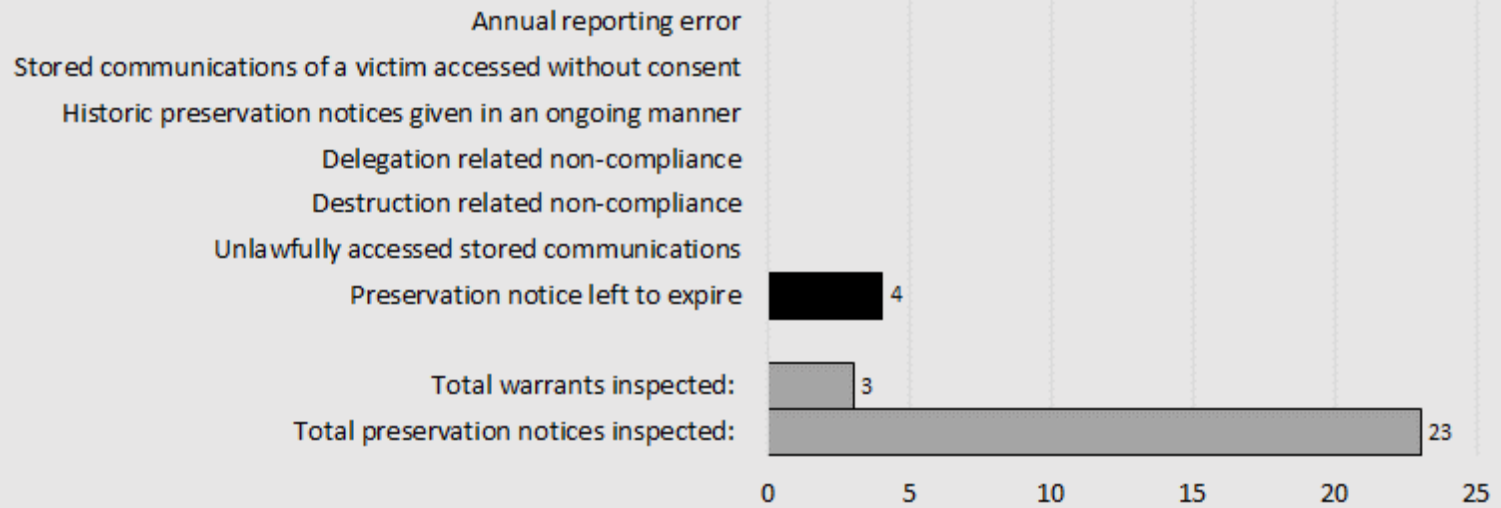 Annual reporting error
Stored communications of a victim accessed without consent
Historic preservation notices given in an ongoing manner
Delegation related non-compliance
Destruction related non-compliance
Unlawfully accessed stored communications
Preservation notice left to expire 4
Total warrants inspected: 3
Total preservation notices inspected: 23
0 5 10 15 20 25